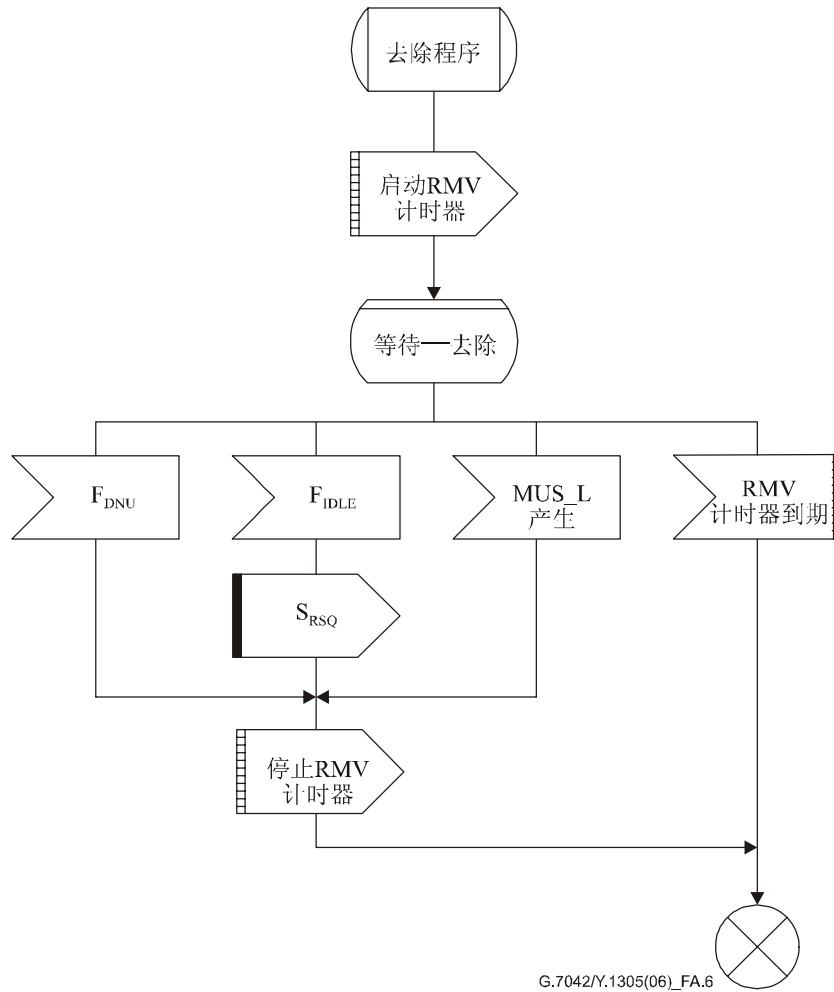 去除程序
启动RMV
计时器
等待──去除
F_DNU
F_IDLE
MUS_L
产生
RMV
计时器到期
S_RSQ
停止RMV
计时器
G.7042/Y.1305(06)_FA.6